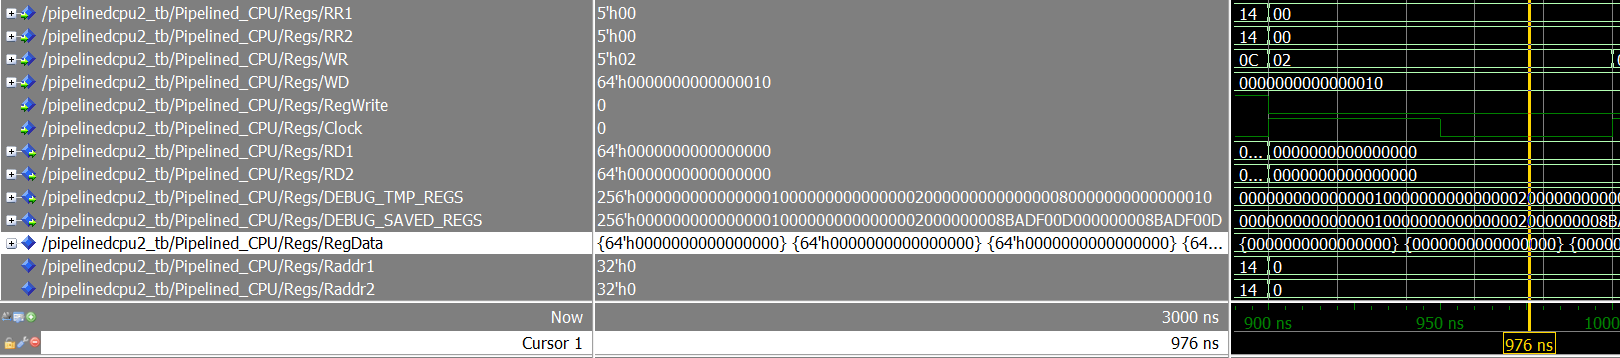 /pipelinedcpu2_tb/Pipelined_CPU/Regs/RR1 5'h00 14 00
/pipelinedcpu2_tb/Pipelined_CPU/Regs/RR2 5'h00 14 00
/pipelinedcpu2_tb/Pipelined_CPU/Regs/WR 5'h02 0C 02
/pipelinedcpu2_tb/Pipelined_CPU/Regs/WD 64'h0000000000000010 0000000000000010
/pipelinedcpu2_tb/Pipelined_CPU/Regs/RegWrite 0
/pipelinedcpu2_tb/Pipelined_CPU/Regs/Clock 0
/pipelinedcpu2_tb/Pipelined_CPU/Regs/RD1 64'h0000000000000000 0... 0000000000000000
/pipelinedcpu2_tb/Pipelined_CPU/Regs/RD2 64'h0000000000000000 0... 0000000000000000
/pipelinedcpu2_tb/Pipelined_CPU/Regs/DEBUG_TMP_REGS 256'h0000000000000001000000000000000200000000000000080000000000000010 000000000000000100000000000000020000000000
/pipelinedcpu2_tb/Pipelined_CPU/Regs/DEBUG_SAVED_REGS 256'h00000000000000010000000000000002000000008BADF00D000000008BADF00D 00000000000000010000000000000002000000008BA
/pipelinedcpu2_tb/Pipelined_CPU/Regs/RegData {64'h0000000000000000} {64'h0000000000000000} {64'h0000000000000000} {64... {0000000000000000} {0000000000000000} {00000
/pipelinedcpu2_tb/Pipelined_CPU/Regs/Raddr1 32'h0 14 0
/pipelinedcpu2_tb/Pipelined_CPU/Regs/Raddr2 32'h0 14 0
Now 3000 ns 900 ns 950 ns 1000
Cursor 1 976 ns 976 ns